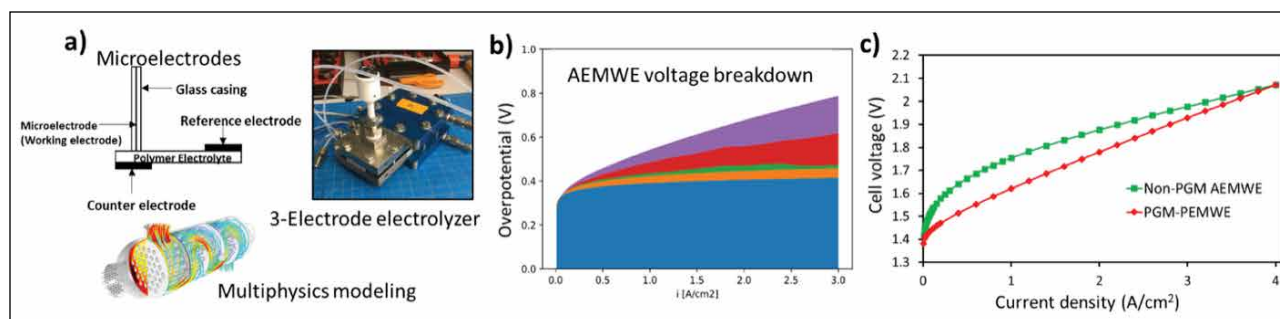 a)
Microelectrodes
Glass casing
Reference electrode
Microelectrode
(Working electrode)
Polymer Electrolyte
Counter electrode
3-Electrode electrolyzer
Multiphysics modeling
b)
AEMWE voltage breakdown
Overpotential (V)
1.0
0.8
0.6
0.4
0.2
0.0
0.0 0.5 1.0 1.5 2.0 2.5 3.0
i [A/cm2]
c)
Cell voltage (V)
2.2
2.1
2
1.9
1.8
1.7
1.6
1.5
1.4
1.3
Non-PGM AEMWE
PGM-PEMWE
0 1 2 3 4
Current density (A/cm²)